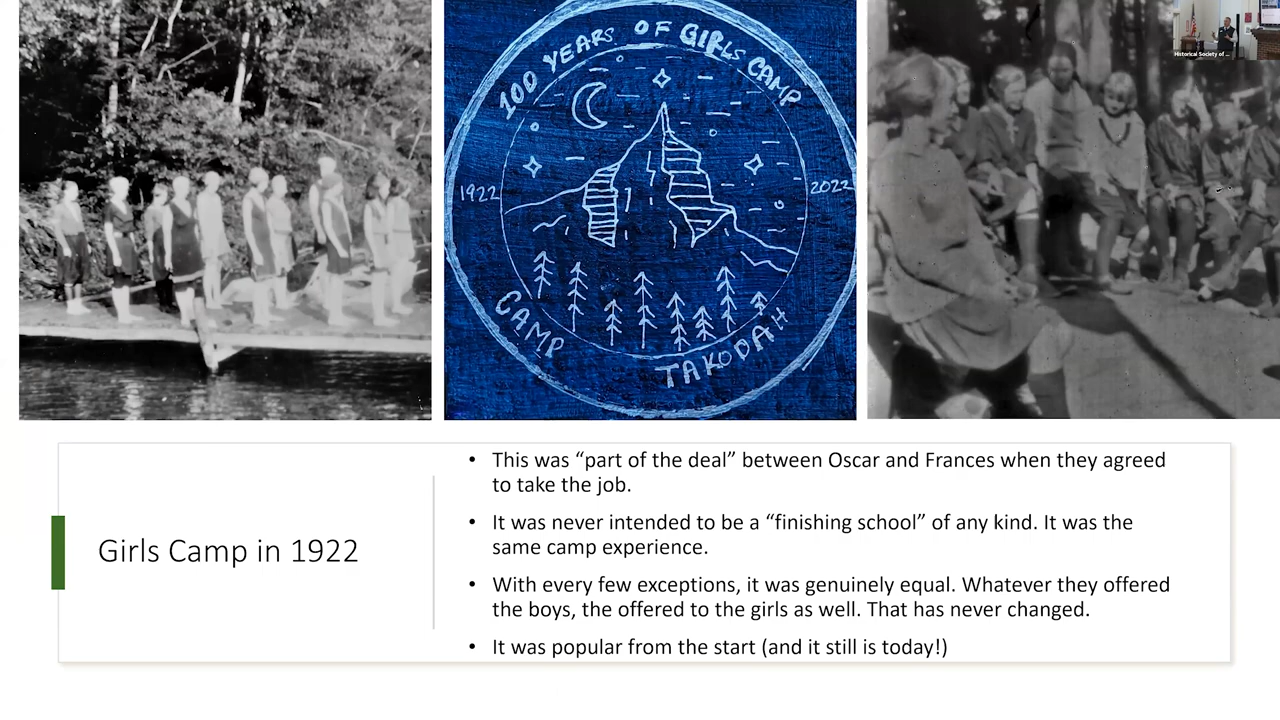 100 YEARS OF GIRLS CAMP
1922
2022
CAMP
TAKODAH
Historical Society of ...
Girls Camp in 1922
• This was “part of the deal” between Oscar and Frances when they agreed
to take the job.
• It was never intended to be a “finishing school” of any kind. It was the
same camp experience.
• With every few exceptions, it was genuinely equal. Whatever they offered
the boys, the offered to the girls as well. That has never changed.
• It was popular from the start (and it still is today!)